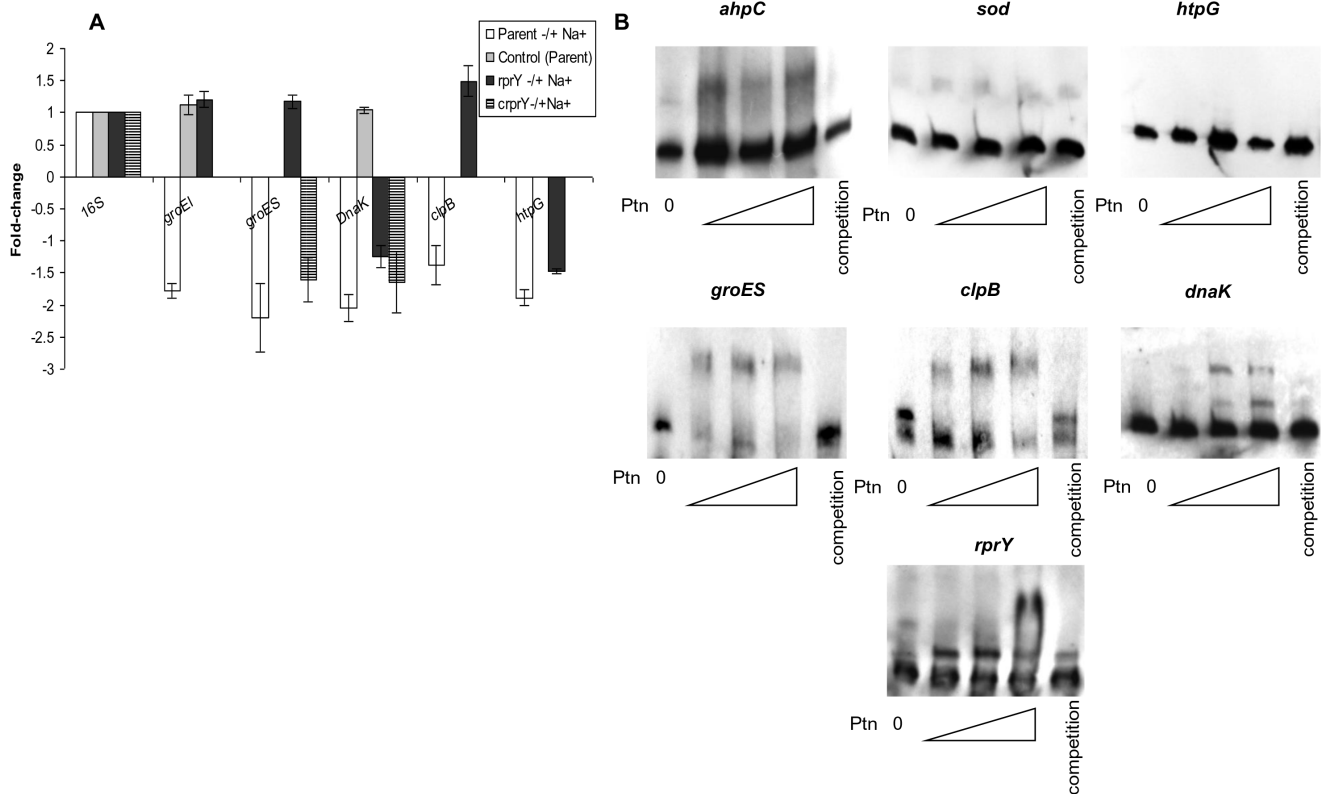 A
Parent -/+ Na+
Control (Parent)
rprY -/+ Na+
crprY-/+Na+
Fold-change
2
1.5
1
0.5
0
-0.5
-1
-1.5
-2
-2.5
-3
16S
groEl
groES
DnaK
clpB
htpG
B
ahpC
sod
htpG
Ptn 0
competition
Ptn 0
competition
Ptn 0
competition
groES
clpB
dnaK
Ptn 0
competition
Ptn 0
competition
Ptn 0
competition
rprY
Ptn 0
competition